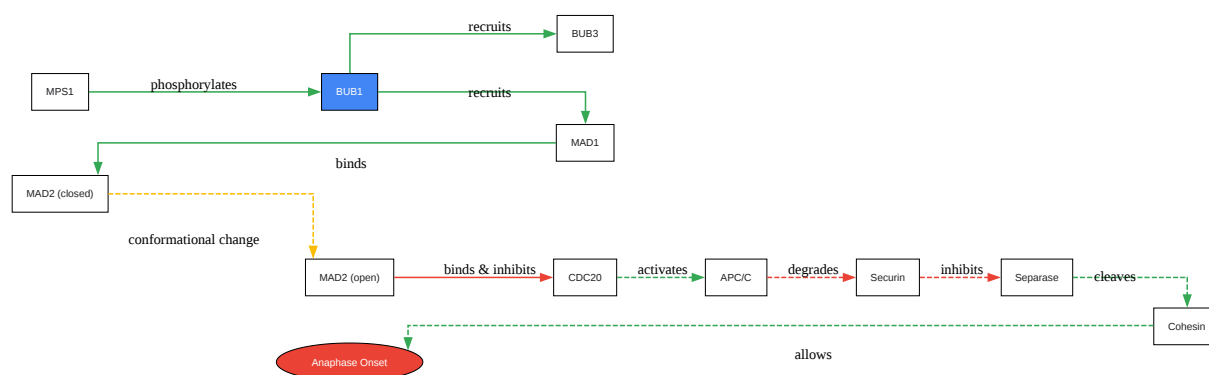 recruits
BUB3
MPS1
phosphorylates
BUB1
recruits
MAD1
binds
MAD2 (closed)
conformational change
MAD2 (open)
binds & inhibits
CDC20
activates
APC/C
degrades
Securin
inhibits
Separase
cleaves
Cohesin
allows
Anaphase Onset